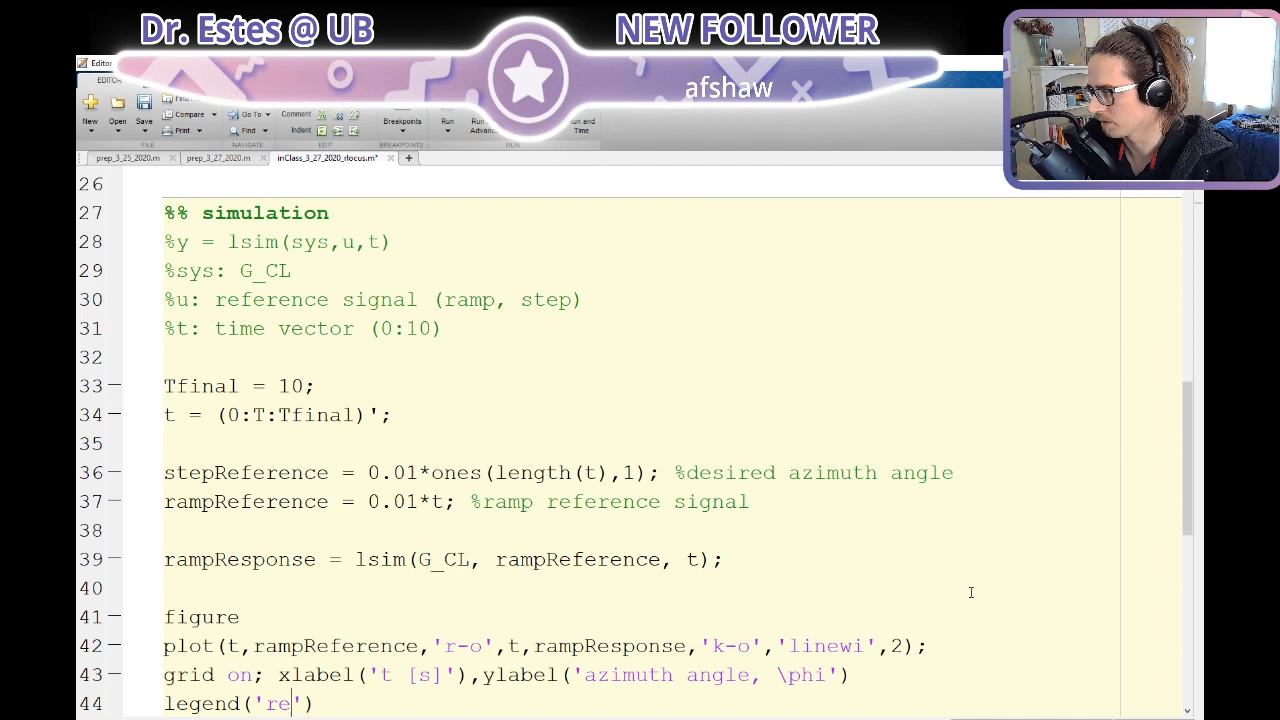 Dr. Estes @ UB
NEW FOLLOWER
afshaw
Editor
EDITOR
New
Open
Save
Compare
Print
Go To
Find
Comment
Indent
Breakpoints
Run
Run and
Time
FILE
NAVIGATE
EDIT
BREAKPOINTS
RUN
prep_3_25_2020.m
prep_3_27_2020.m
inClass_3_27_2020_rlocus.m*
26
27 %% simulation
28 %y = lsim(sys,u,t)
29 %sys: G_CL
30 %u: reference signal (ramp, step)
31 %t: time vector (0:10)
32
33 Tfinal = 10;
34 t = (0:T:Tfinal)';
35
36 stepReference = 0.01*ones(length(t),1); %desired azimuth angle
37 rampReference = 0.01*t; %ramp reference signal
38
39 rampResponse = lsim(G_CL, rampReference, t);
40
41 figure
42 plot(t,rampReference,'r-o',t,rampResponse,'k-o','linewi',2);
43 grid on; xlabel('t [s]'),ylabel('azimuth angle, \phi')
44 legend('re')